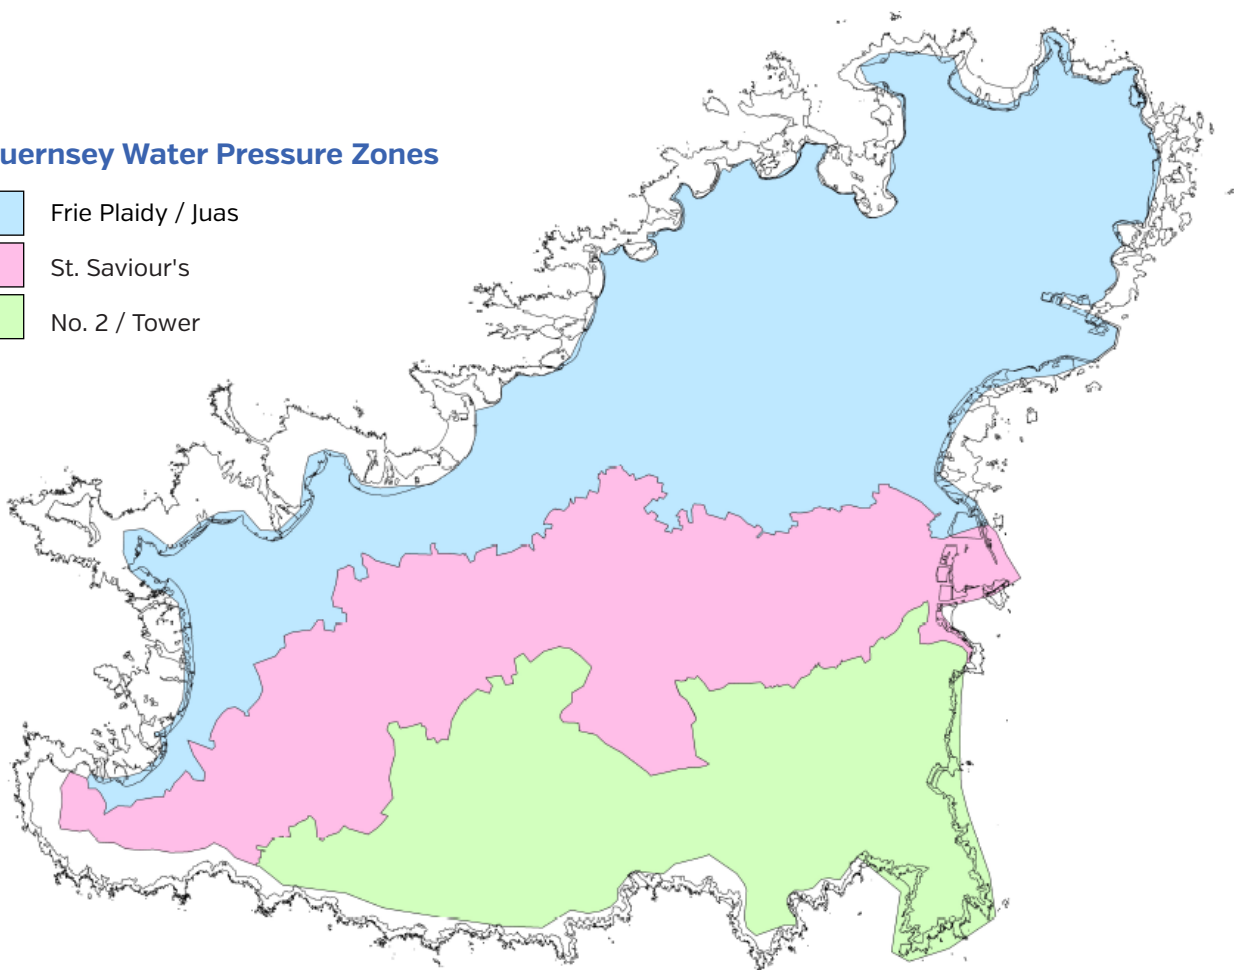 uernsey Water Pressure Zones
Frie Plaidy / Juas
St. Saviour's
No. 2 / Tower